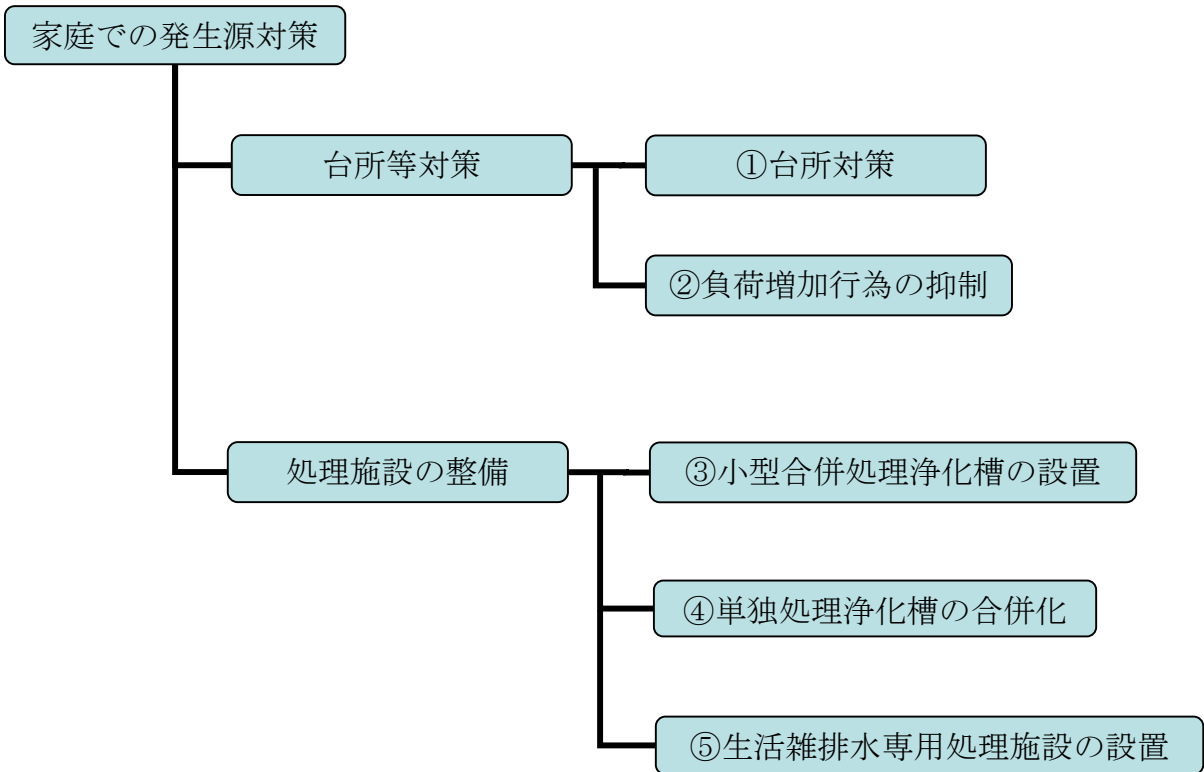 家庭での発生源対策
台所等対策
①台所対策
②負荷増加行為の抑制
処理施設の整備
③小型合併処理浄化槽の設置
④単独処理浄化槽の合併化
⑤生活雑排水専用処理施設の設置